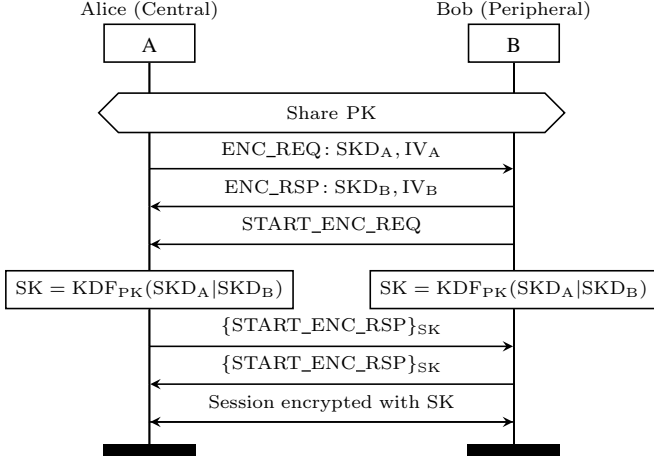 Alice (Central) Bob (Peripheral)
A B
Share PK
ENC_REQ: SKD_A, IV_A
ENC_RSP: SKD_B, IV_B
START_ENC_REQ
SK = KDF_PK(SKD_A|SKD_B) SK = KDF_PK(SKD_A|SKD_B)
{START_ENC_RSP}_SK
{START_ENC_RSP}_SK
Session encrypted with SK